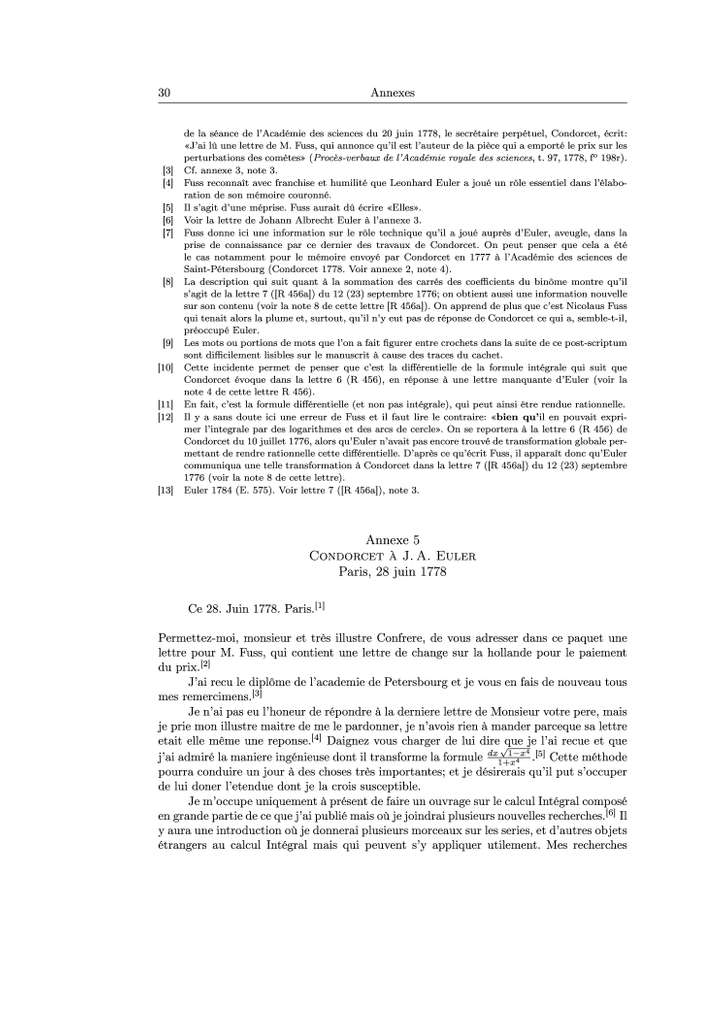 30 Annexes
de la séance de l'Académie des sciences du 20 juin 1778, le secrétaire perpétuel, Condorcet, écrit:
«J'ai lû une lettre de M. Fuss, qui annonce qu'il est l'auteur de la pièce qui a emporté le prix sur les
perturbations des comètes» (Procès-verbaux de l'Académie royale des sciences, t. 97, 1778, fº 198r).
[3] Cf. annexe 3, note 3.
[4] Fuss reconnaît avec franchise et humilité que Leonhard Euler a joué un rôle essentiel dans l'élabo-
ration de son mémoire couronné.
[5] Il s'agit d'une méprise. Fuss aurait dû écrire «Elles».
[6] Voir la lettre de Johann Albrecht Euler à l'annexe 3.
[7] Fuss donne ici une information sur le rôle technique qu'il a joué auprès d'Euler, aveugle, dans la
prise de connaissance par ce dernier des travaux de Condorcet. On peut penser que cela a été
le cas notamment pour le mémoire envoyé par Condorcet en 1777 à l'Académie des sciences de
Saint-Pétersbourg (Condorcet 1778. Voir annexe 2, note 4).
[8] La description qui suit quant à la sommation des carrés des coefficients du binôme montre qu'il
s'agit de la lettre 7 ([R 456a]) du 12 (23) septembre 1776; on obtient aussi une information nouvelle
sur son contenu (voir la note 8 de cette lettre [R 456a]). On apprend de plus que c'est Nicolaus Fuss
qui tenait alors la plume et, surtout, qu'il n'y eut pas de réponse de Condorcet ce qui a, semble-t-il,
préoccupé Euler.
[9] Les mots ou portions de mots que l'on a fait figurer entre crochets dans la suite de ce post-scriptum
sont difficilement lisibles sur le manuscrit à cause des traces du cachet.
[10] Cette incidente permet de penser que c'est la différentielle de la formule intégrale qui suit que
Condorcet évoque dans la lettre 6 (R 456), en réponse à une lettre manquante d'Euler (voir la
note 4 de cette lettre R 456).
[11] En fait, c'est la formule différentielle (et non pas intégrale), qui peut ainsi être rendue rationnelle.
[12] Il y a sans doute ici une erreur de Fuss et il faut lire le contraire: «bien qu'il en pouvait expri-
mer l'integrale par des logarithmes et des arcs de cercle». On se reportera à la lettre 6 (R 456) de
Condorcet du 10 juillet 1776, alors qu'Euler n'avait pas encore trouvé de transformation globale per-
mettant de rendre rationnelle cette différentielle. D'après ce qu'écrit Fuss, il apparaît donc qu'Euler
communiqua une telle transformation à Condorcet dans la lettre 7 ([R 456a]) du 12 (23) septembre
1776 (voir la note 8 de cette lettre).
[13] Euler 1784 (E. 575). Voir lettre 7 ([R 456a]), note 3.
Annexe 5
Condorcet à J. A. Euler
Paris, 28 juin 1778
Ce 28. Juin 1778. Paris.[1]
Permettez-moi, monsieur et très illustre Confrere, de vous adresser dans ce paquet une
lettre pour M. Fuss, qui contient une lettre de change sur la hollande pour le paiement
du prix.[2]
J'ai recu le diplôme de l'academie de Petersbourg et je vous en fais de nouveau tous
mes remercimens.[3]
Je n'ai pas eu l'honneur de répondre à la derniere lettre de Monsieur votre pere, mais
je prie mon illustre maitre de me le pardonner, je n'avois rien à mander parceque sa lettre
etait elle même une reponse.[4] Daignez vous charger de lui dire que je l'ai recue et que
j'ai admiré la maniere ingénieuse dont il transforme la formule dx√1−x⁴/1+x⁴.[5] Cette méthode
pourra conduire un jour à des choses très importantes; et je désirerais qu'il put s'occuper
de lui doner l'etendue dont je la crois susceptible.
Je m'occupe uniquement à présent de faire un ouvrage sur le calcul Intégral composé
en grande partie de ce que j'ai publié mais où je joindrai plusieurs nouvelles recherches.[6] Il
y aura une introduction où je donnerai plusieurs morceaux sur les series, et d'autres objets
étrangers au calcul Intégral mais qui peuvent s'y appliquer utilement. Mes recherches